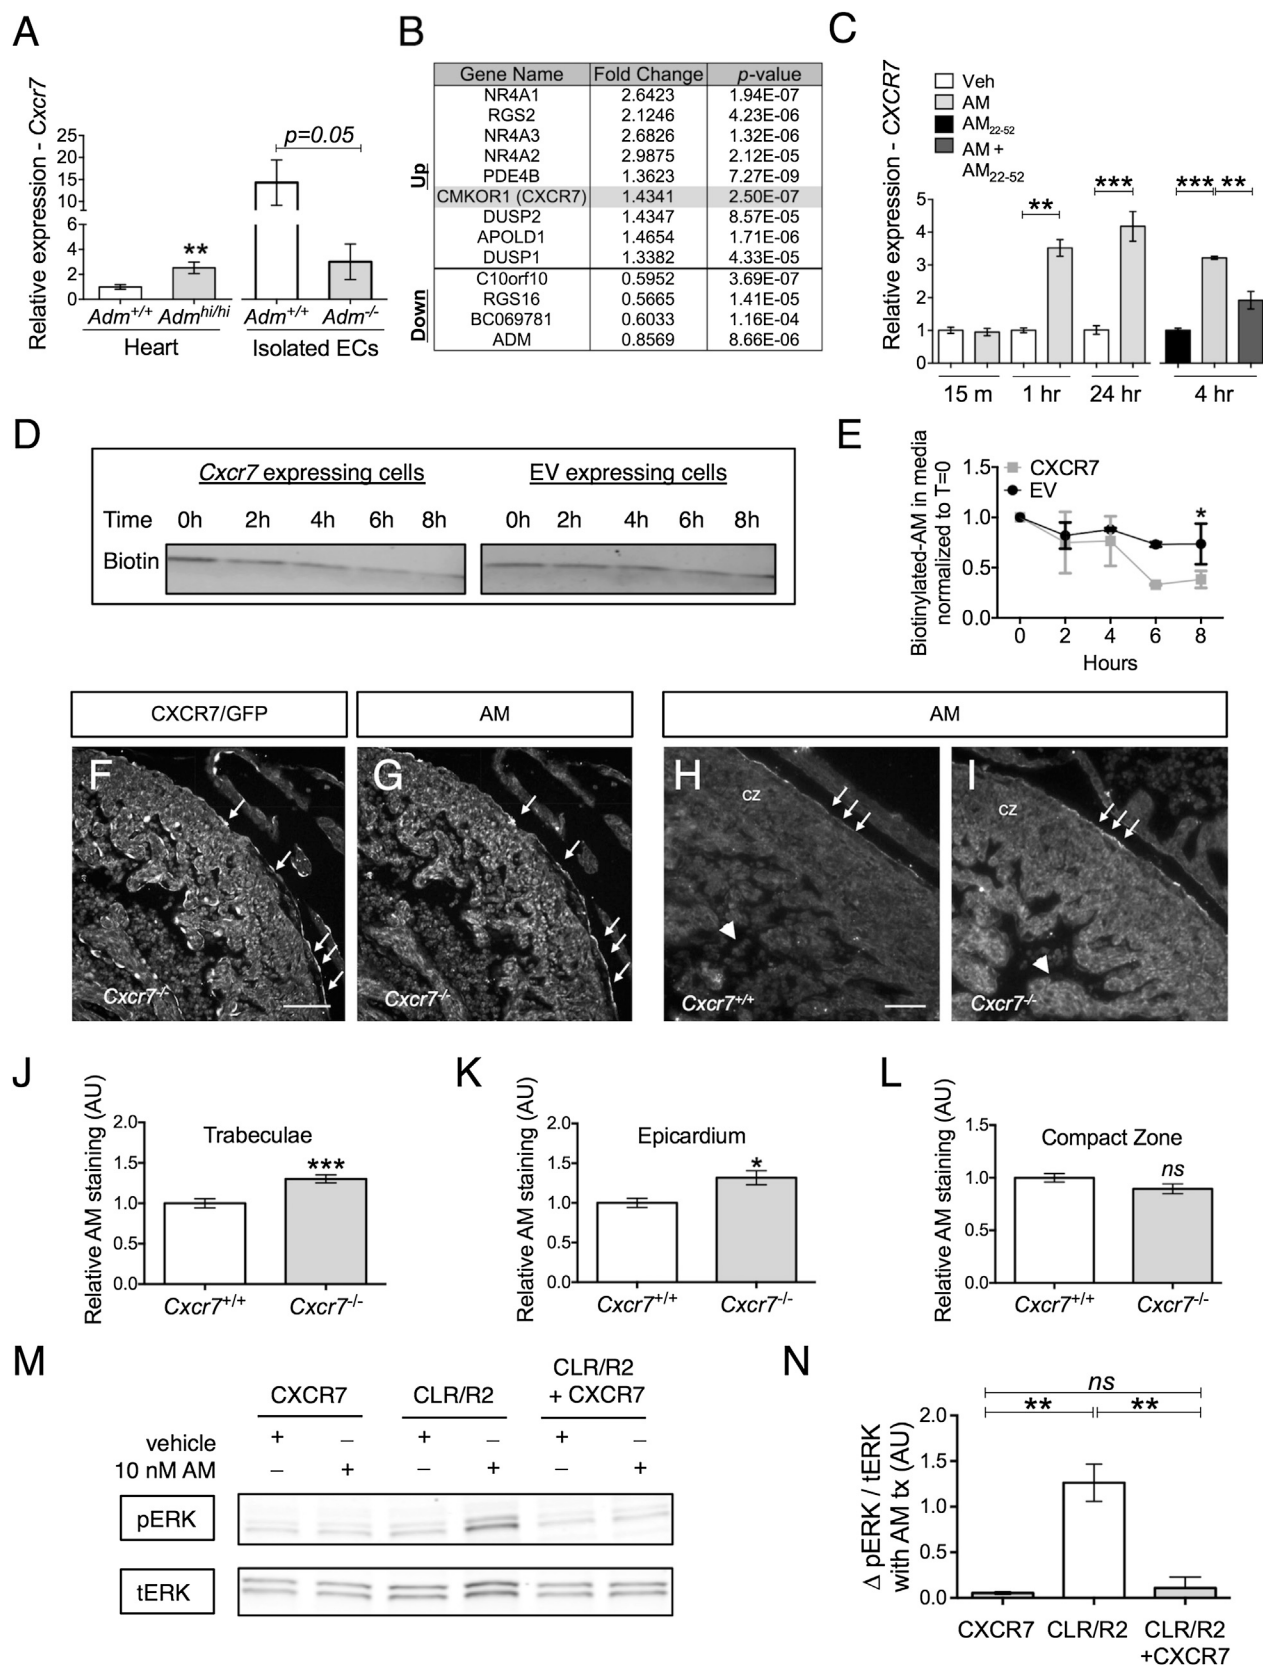 A
Relative expression - Cxcr7
25
20
15
10
6
4
2
0
p=0.05
**
Adm+/+ Admhi/hi Adm+/+ Adm-/-
Heart Isolated ECs
B
Gene Name Fold Change p-value
Up
NR4A1 2.6423 1.94E-07
RGS2 2.1246 4.23E-06
NR4A3 2.6826 1.32E-06
NR4A2 2.9875 2.12E-05
PDE4B 1.3623 7.27E-09
CMKOR1 (CXCR7) 1.4341 2.50E-07
DUSP2 1.4347 8.57E-05
APOLD1 1.4654 1.71E-06
DUSP1 1.3382 4.33E-05
Down
C10orf10 0.5952 3.69E-07
RGS16 0.5665 1.41E-05
BC069781 0.6033 1.16E-04
ADM 0.8569 8.66E-06
C
Relative expression - CXCR7
Veh
AM
AM22-52
AM +
AM22-52
5
4
3
2
1
0
** *** *** **
15 m 1 hr 24 hr 4 hr
D
Cxcr7 expressing cells EV expressing cells
Time 0h 2h 4h 6h 8h 0h 2h 4h 6h 8h
Biotin
E
Biotinylated-AM in media
normalized to T=0
1.5
1.0
0.5
0.0
CXCR7
EV
*
0 2 4 6 8
Hours
CXCR7/GFP AM AM
F G H I
cz cz
Cxcr7-/- Cxcr7-/- Cxcr7+/+ Cxcr7-/-
J
Relative AM staining (AU)
2.0
1.5
1.0
0.5
0.0
Trabeculae
***
Cxcr7+/+ Cxcr7-/-
K
Relative AM staining (AU)
2.0
1.5
1.0
0.5
0.0
Epicardium
*
Cxcr7+/+ Cxcr7-/-
L
Relative AM staining (AU)
1.5
1.0
0.5
0.0
Compact Zone
ns
Cxcr7+/+ Cxcr7-/-
M
CLR/R2
CXCR7 CLR/R2 + CXCR7
vehicle + – + – + –
10 nM AM – + – + – +
pERK
tERK
N
Δ pERK / tERK
with AM tx (AU)
ns
** **
2.0
1.5
1.0
0.5
0.0
CXCR7 CLR/R2 CLR/R2
+CXCR7